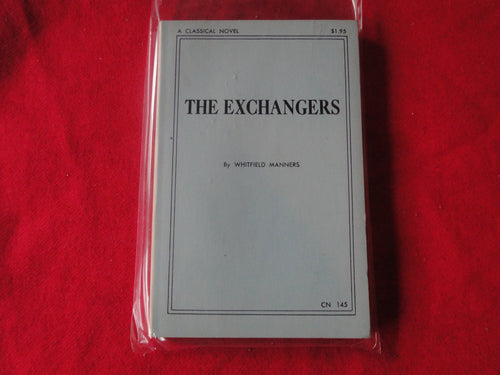 A CLASSICAL NOVEL $1.95
THE EXCHANGERS
By WHITFIELD MANNERS
CN 145